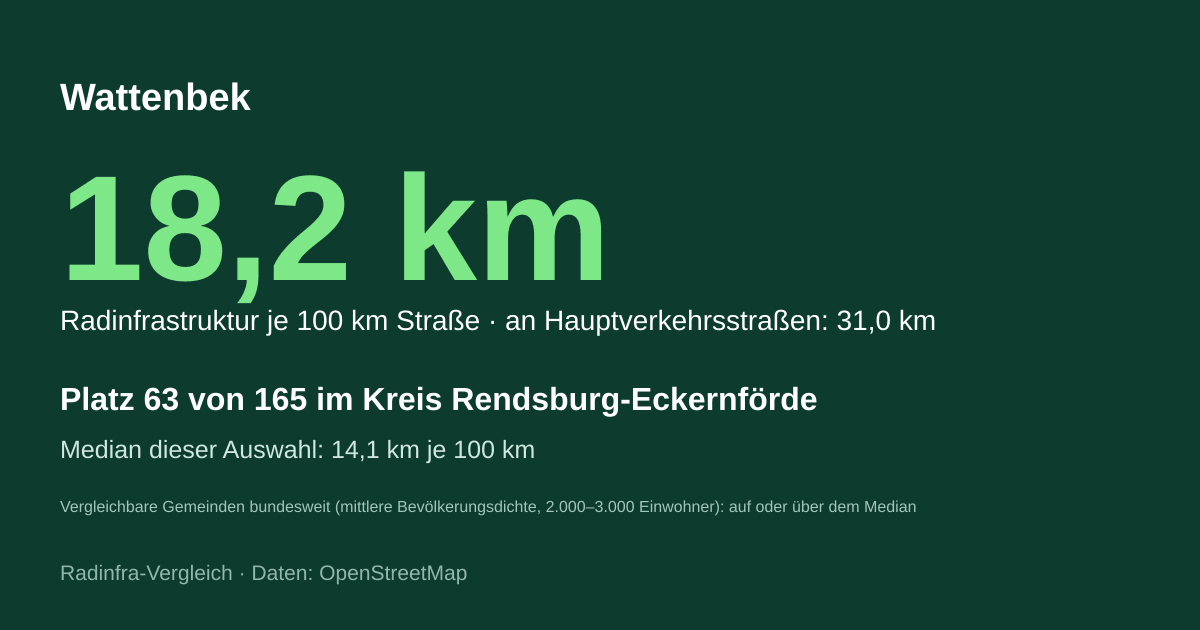 Wattenbek
18,2 km
Radinfrastruktur je 100 km Straße · an Hauptverkehrsstraßen: 31,0 km
Platz 63 von 165 im Kreis Rendsburg-Eckernförde
Median dieser Auswahl: 14,1 km je 100 km
Vergleichbare Gemeinden bundesweit (mittlere Bevölkerungsdichte, 2.000–3.000 Einwohner): auf oder über dem Median
Radinfra-Vergleich · Daten: OpenStreetMap